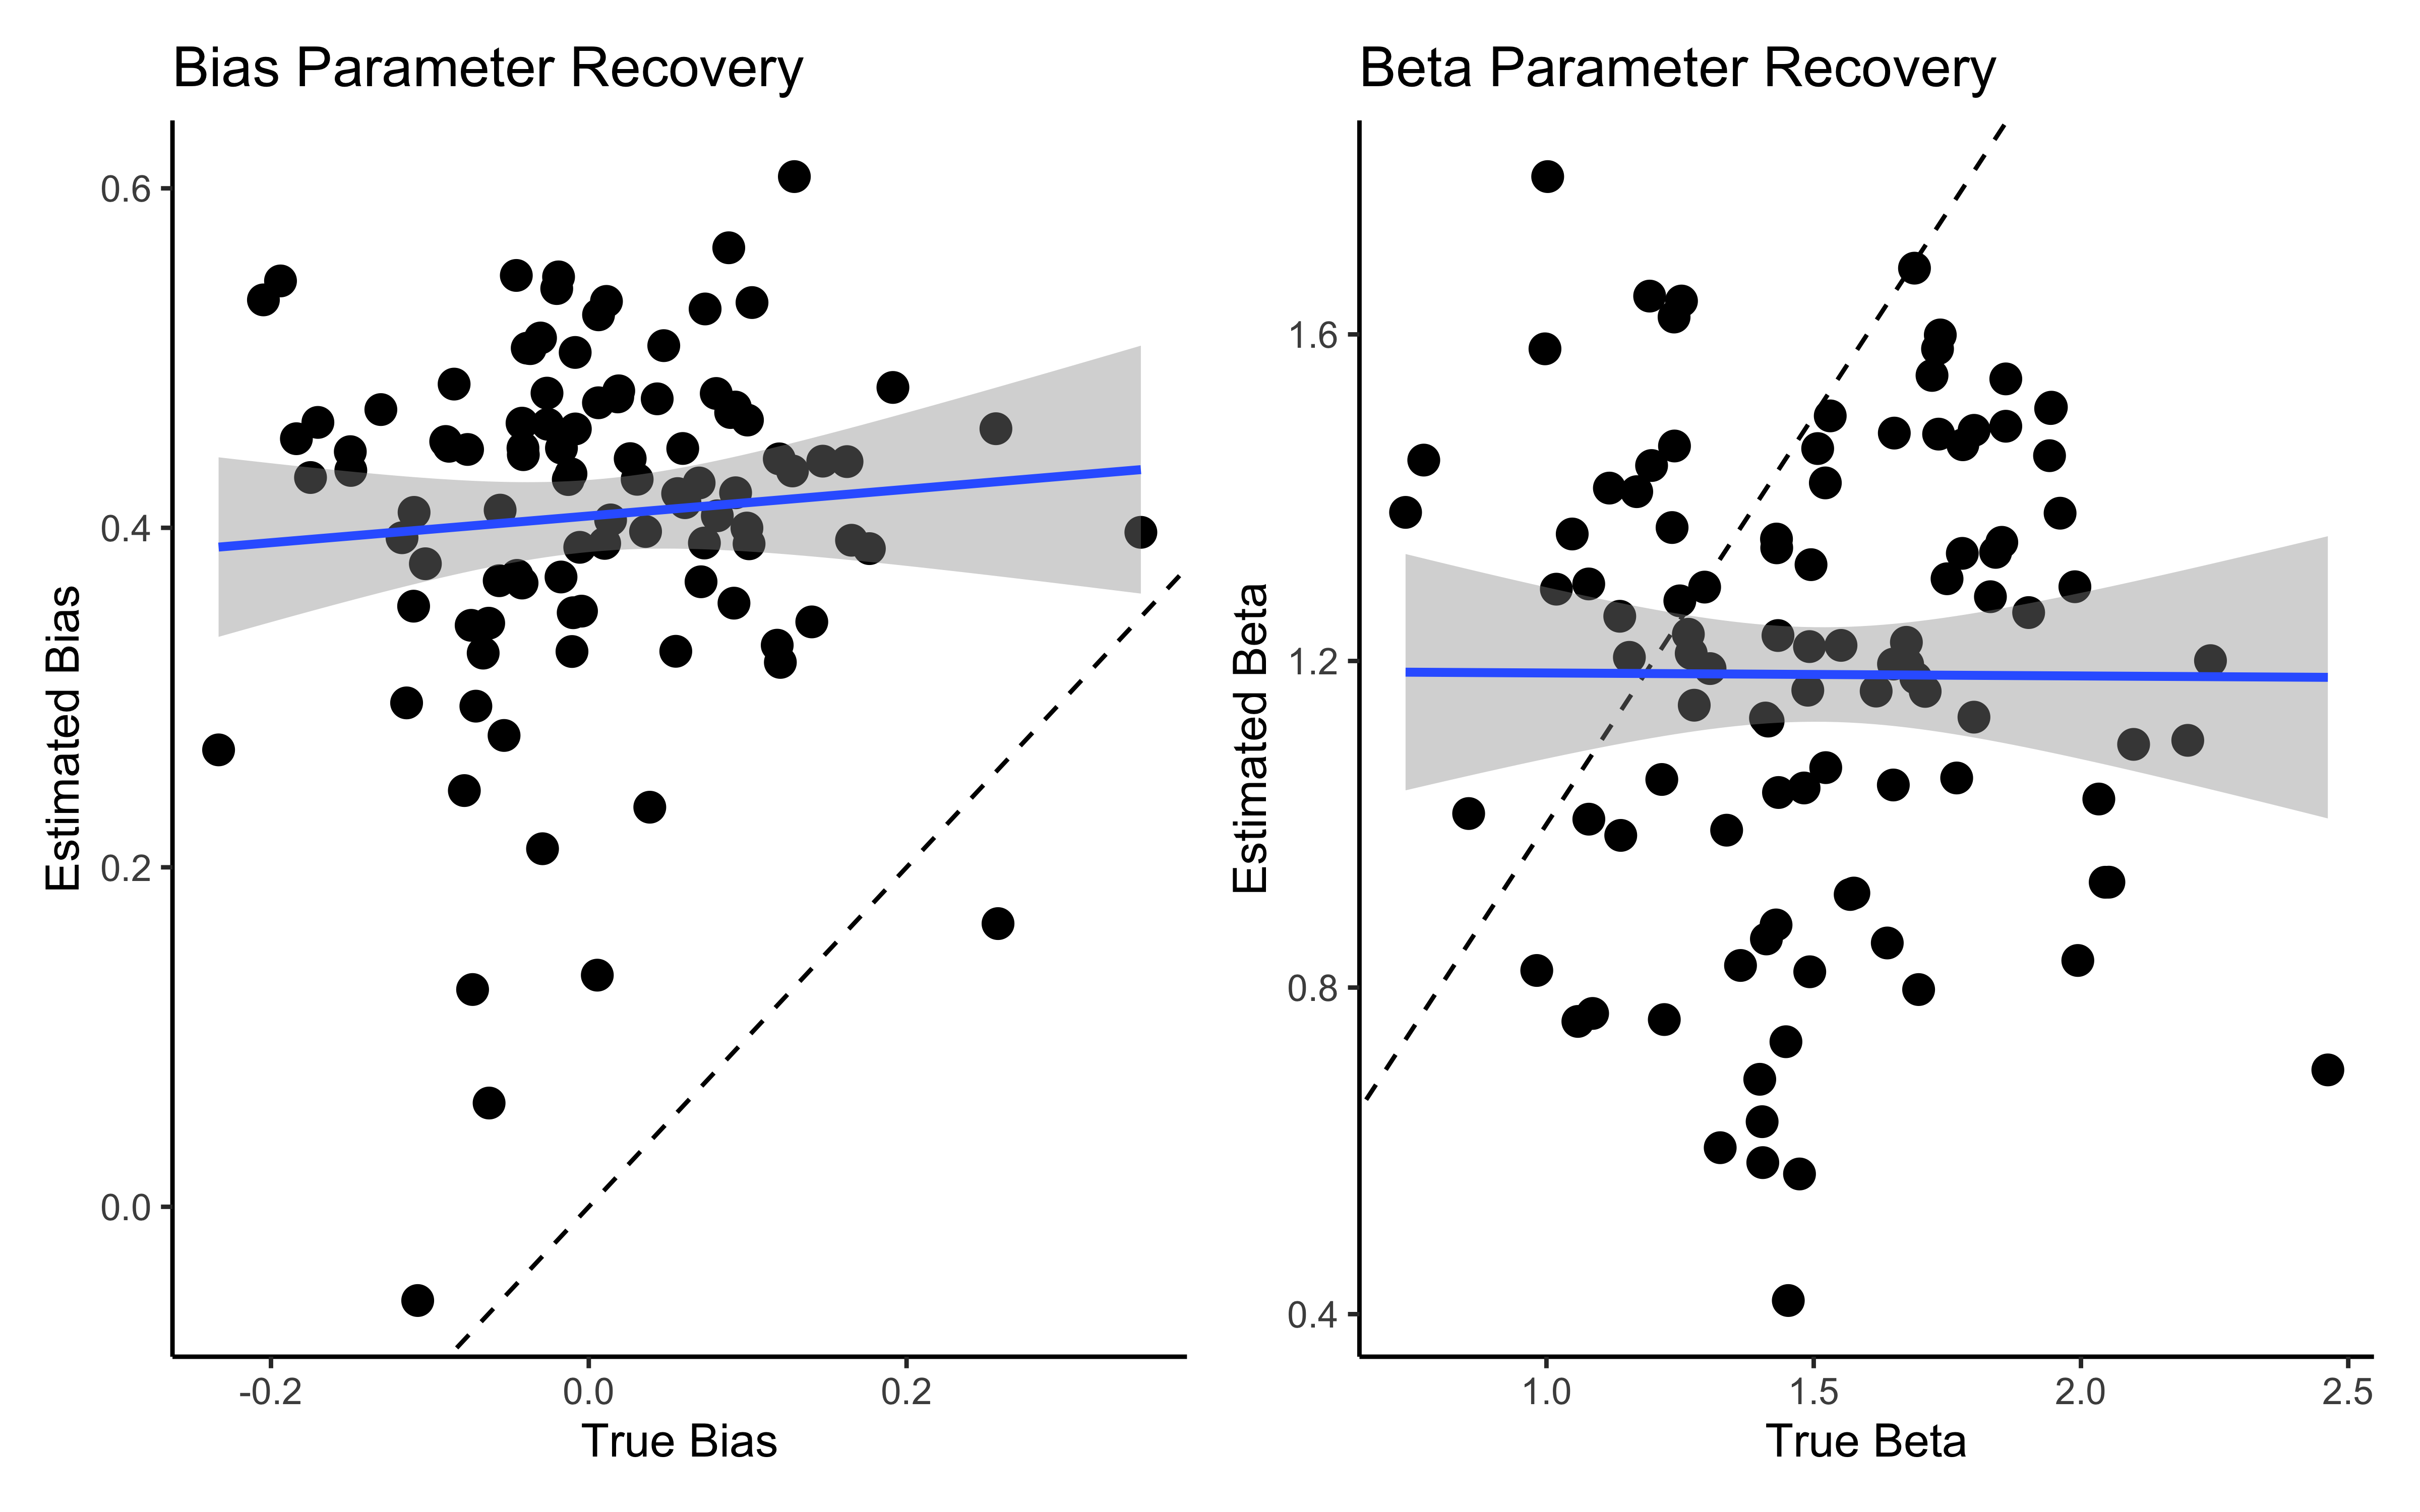 Bias Parameter Recovery
Estimated Bias
0.6
0.4
0.2
0.0
-0.2
0.0
0.2
True Bias
Beta Parameter Recovery
Estimated Beta
1.6
1.2
0.8
0.4
1.0
1.5
2.0
2.5
True Beta